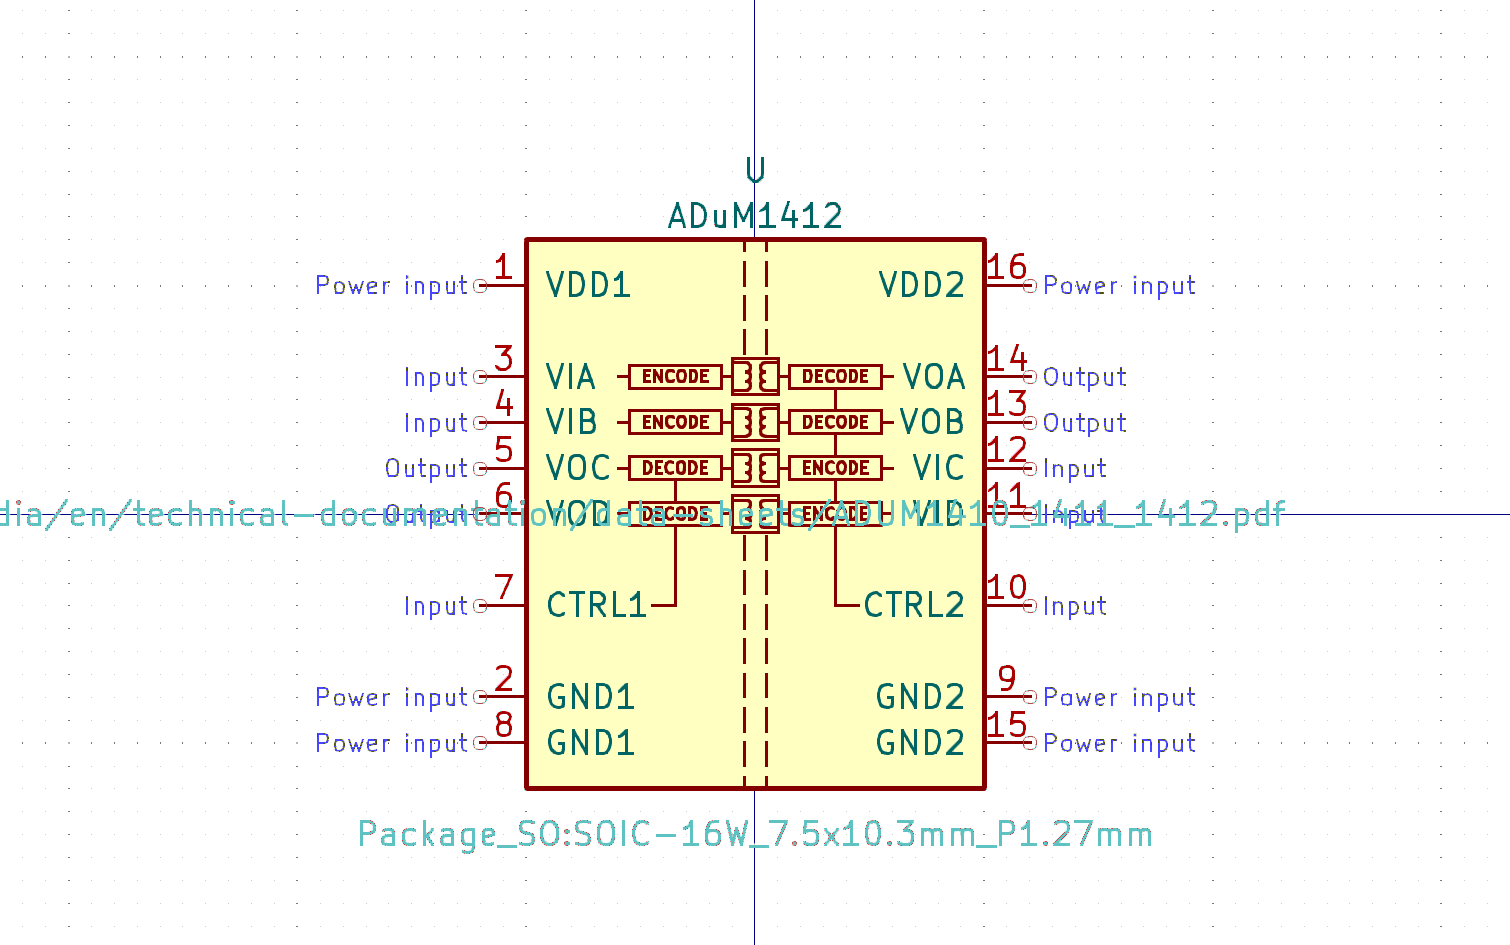 U
ADuM1412
Power input 1 VDD1 VDD2 16 Power input
Input 3 VIA ENCODE DECODE VOA 14 Output
Input 4 VIB ENCODE DECODE VOB 13 Output
Output 5 VOC DECODE ENCODE VIC 12 Input
Output 6 VOD DECODE ENCODE VID 11 Input
dia/en/technical-documentation/data-sheets/ADUM1410_1411_1412.pdf
Input 7 CTRL1 CTRL2 10 Input
Power input 2 GND1 GND2 9 Power input
Power input 8 GND1 GND2 15 Power input
Package_SO:SOIC-16W_7.5x10.3mm_P1.27mm